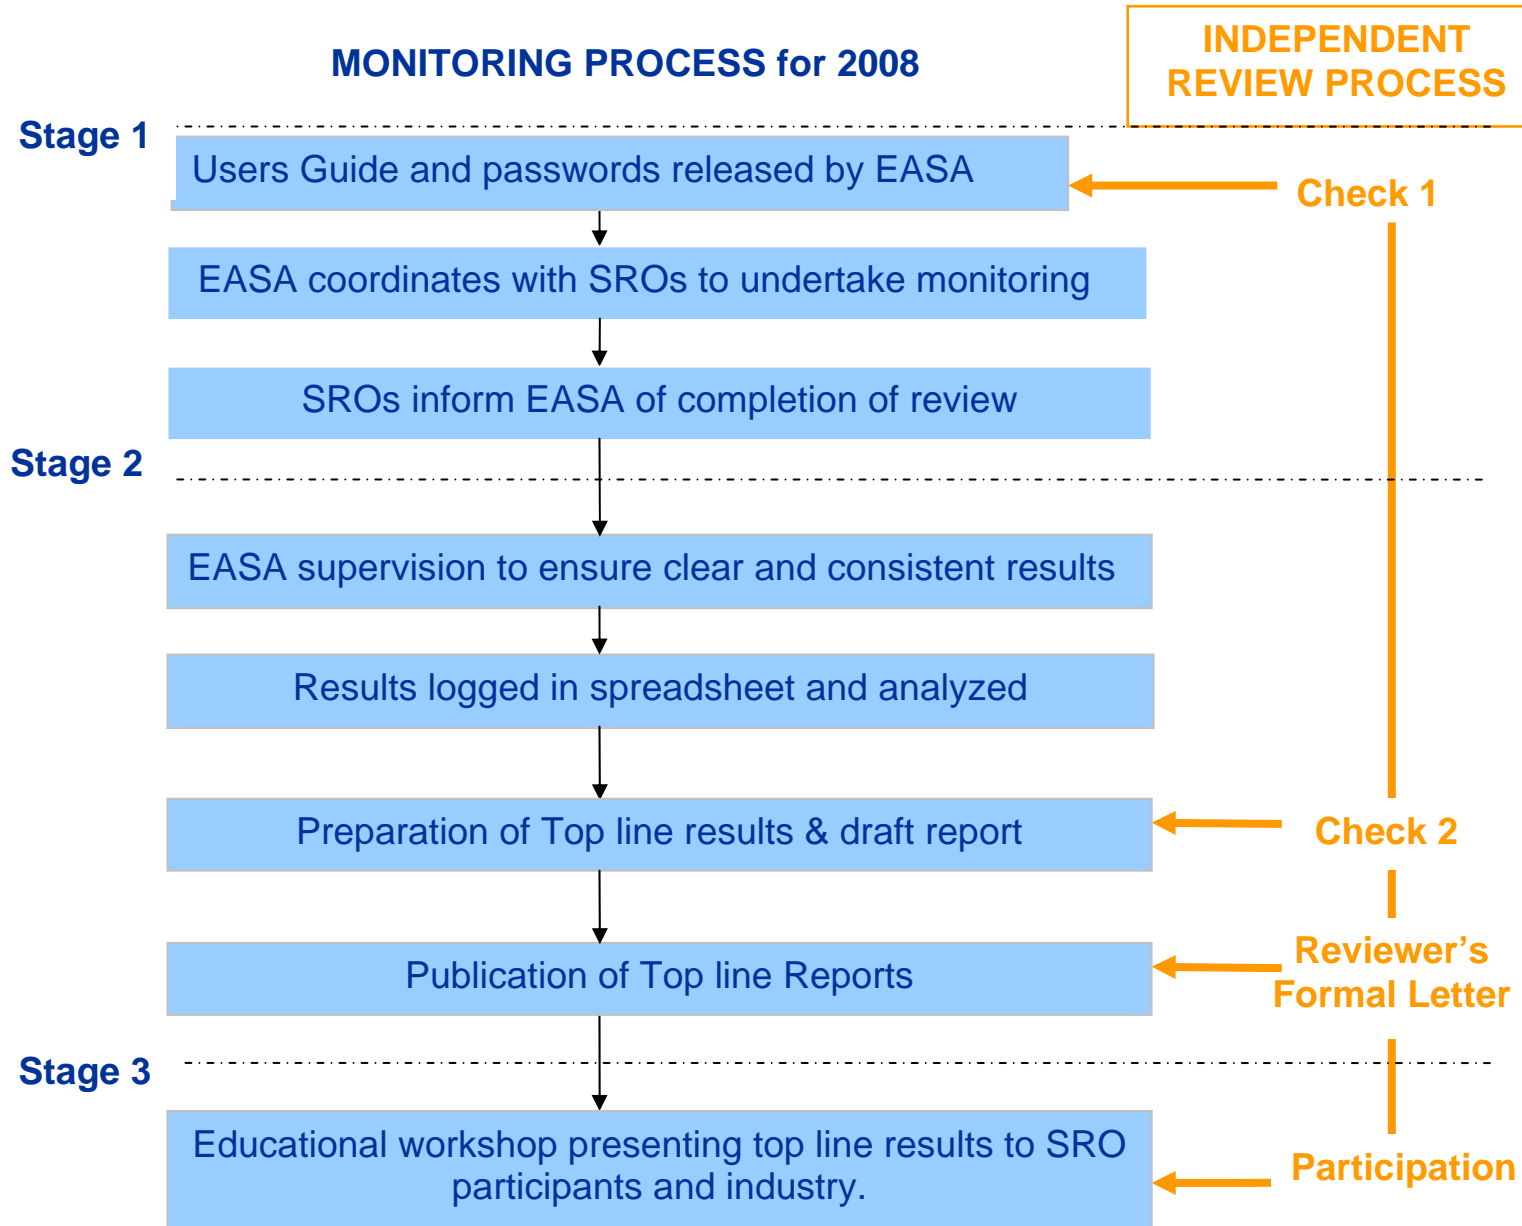 MONITORING PROCESS for 2008
INDEPENDENT
REVIEW PROCESS
Stage 1
Users Guide and passwords released by EASA
Check 1
EASA coordinates with SROs to undertake monitoring
SROs inform EASA of completion of review
Stage 2
EASA supervision to ensure clear and consistent results
Results logged in spreadsheet and analyzed
Preparation of Top line results & draft report
Check 2
Publication of Top line Reports
Reviewer’s
Formal Letter
Stage 3
Educational workshop presenting top line results to SRO
participants and industry.
Participation